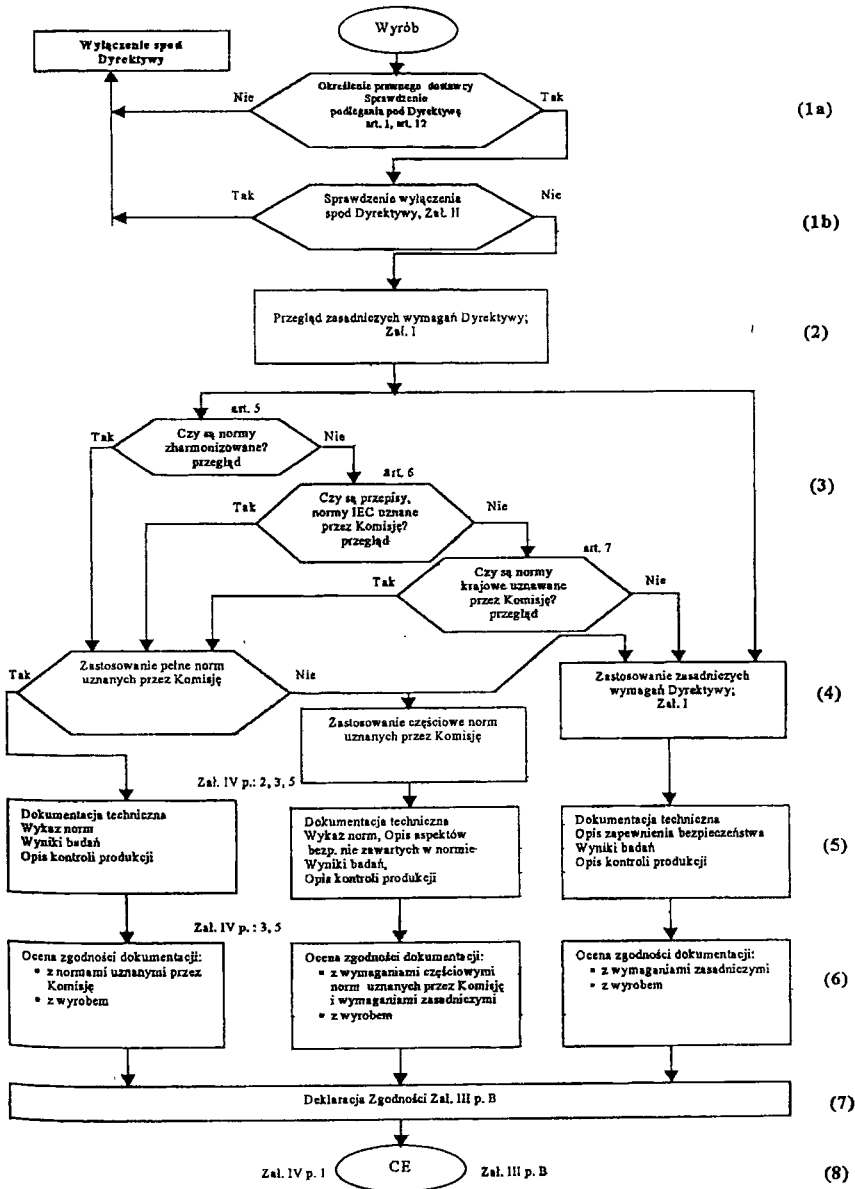 Wyrób
Wyłączenie spod
Dyrektywy
Określenie prawnego dostawcy
Sprawdzenie
podlegania pod Dyrektywę
art. 1, art. 12
Nie
Tak
(1a)
Tak
Sprawdzenie wyłączenia
spod Dyrektywy, Zał. II
Nie
(1b)
Przegląd zasadniczych wymagań Dyrektywy;
Zał. I
(2)
art. 5
Tak
Czy są normy
zharmonizowane?
przegląd
Nie
art. 6
(3)
Tak
Czy są przepisy,
normy IEC uznane
przez Komisję?
przegląd
Nie
art. 7
Tak
Czy są normy
krajowe uznawane
przez Komisję?
przegląd
Nie
Tak
Zastosowanie pełne norm
uznanych przez Komisję
Nie
Zastosowanie zasadniczych
wymagań Dyrektywy;
Zał. I
(4)
Zastosowanie częściowe norm
uznanych przez Komisję
Zał. IV p.: 2, 3, 5
Dokumentacja techniczna
Wykaz norm
Wyniki badań
Opis kontroli produkcji
Dokumentacja techniczna
Wykaz norm, Opis aspektów
bezp. nie zawartych w normie
Wyniki badań,
Opis kontroli produkcji
Dokumentacja techniczna
Opis zapewnienia bezpieczeństwa
Wyniki badań
Opis kontroli produkcji
(5)
Zał. IV p. : 3, 5
Ocena zgodności dokumentacji:
▪ z normami uznanymi przez
Komisję
▪ z wyrobem
Ocena zgodności dokumentacji:
▪ z wymaganiami częściowymi
norm uznanych przez Komisję
i wymaganiami zasadniczymi
▪ z wyrobem
Ocena zgodności dokumentacji:
▪ z wymaganiami zasadniczymi
▪ z wyrobem
(6)
Deklaracja Zgodności Zał. III p. B
(7)
Zał. IV p. 1
CE
Zał. III p. B
(8)